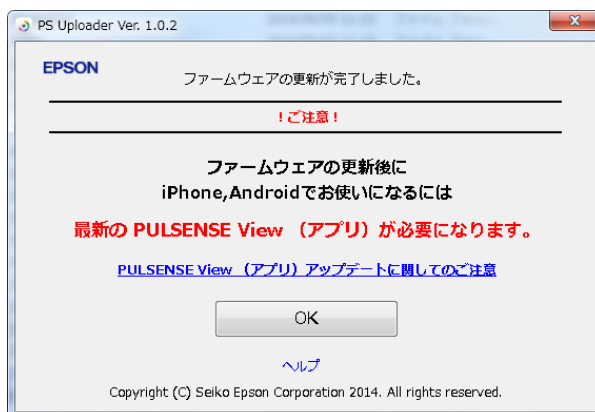 PS Uploader Ver. 1.0.2
EPSON
ファームウェアの更新が完了しました。
！ご注意！
ファームウェアの更新後に
iPhone,Androidでお使いになるには
最新の PULSENSE View （アプリ）が必要になります。
PULSENSE View （アプリ）アップデートに関してのご注意
OK
ヘルプ
Copyright (C) Seiko Epson Corporation 2014. All rights reserved.